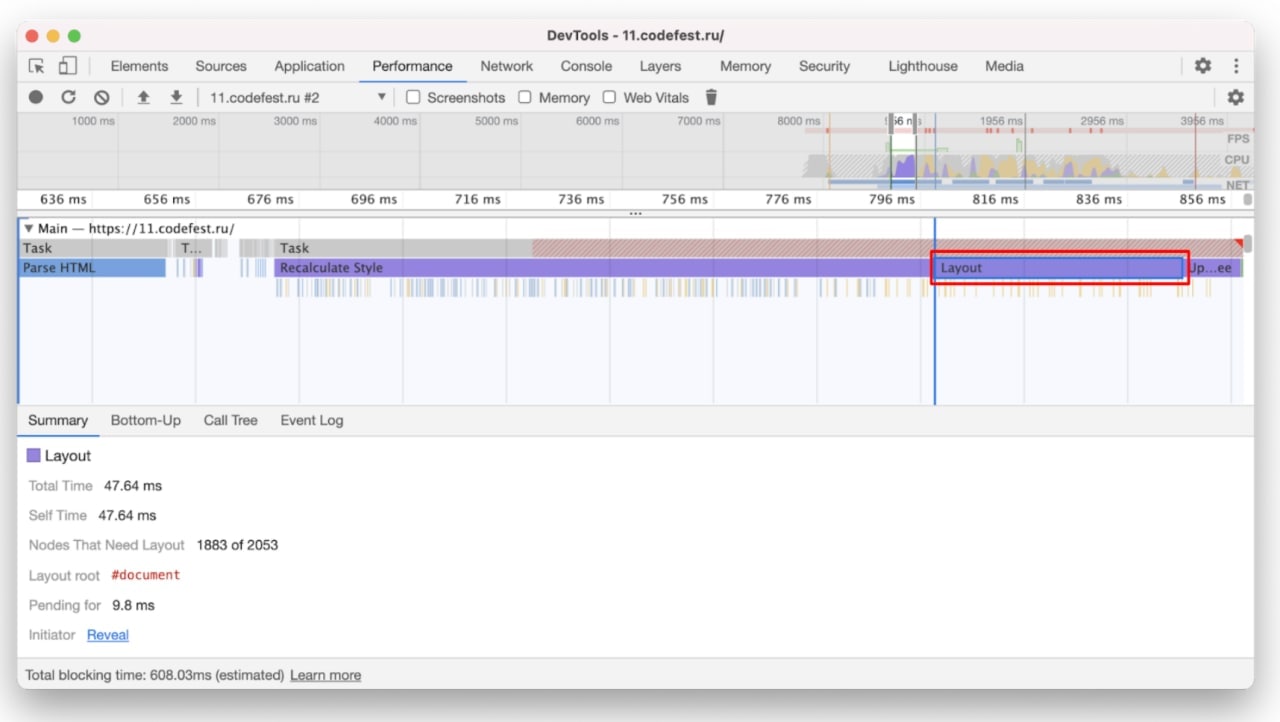 DevTools - 11.codefest.ru/
Elements Sources Application Performance Network Console Layers Memory Security Lighthouse Media
11.codefest.ru #2 Screenshots Memory Web Vitals
1000 ms 2000 ms 3000 ms 4000 ms 5000 ms 6000 ms 7000 ms 8000 ms 1956 ms 2956 ms 3956 ms
FPS
CPU
NET
636 ms 656 ms 676 ms 696 ms 716 ms 736 ms 756 ms 776 ms 796 ms 816 ms 836 ms 856 ms
Main — https://11.codefest.ru/
Task T... Task
Parse HTML Recalculate Style Layout Up...ee
Summary Bottom-Up Call Tree Event Log
Layout
Total Time 47.64 ms
Self Time 47.64 ms
Nodes That Need Layout 1883 of 2053
Layout root #document
Pending for 9.8 ms
Initiator Reveal
Total blocking time: 608.03ms (estimated) Learn more